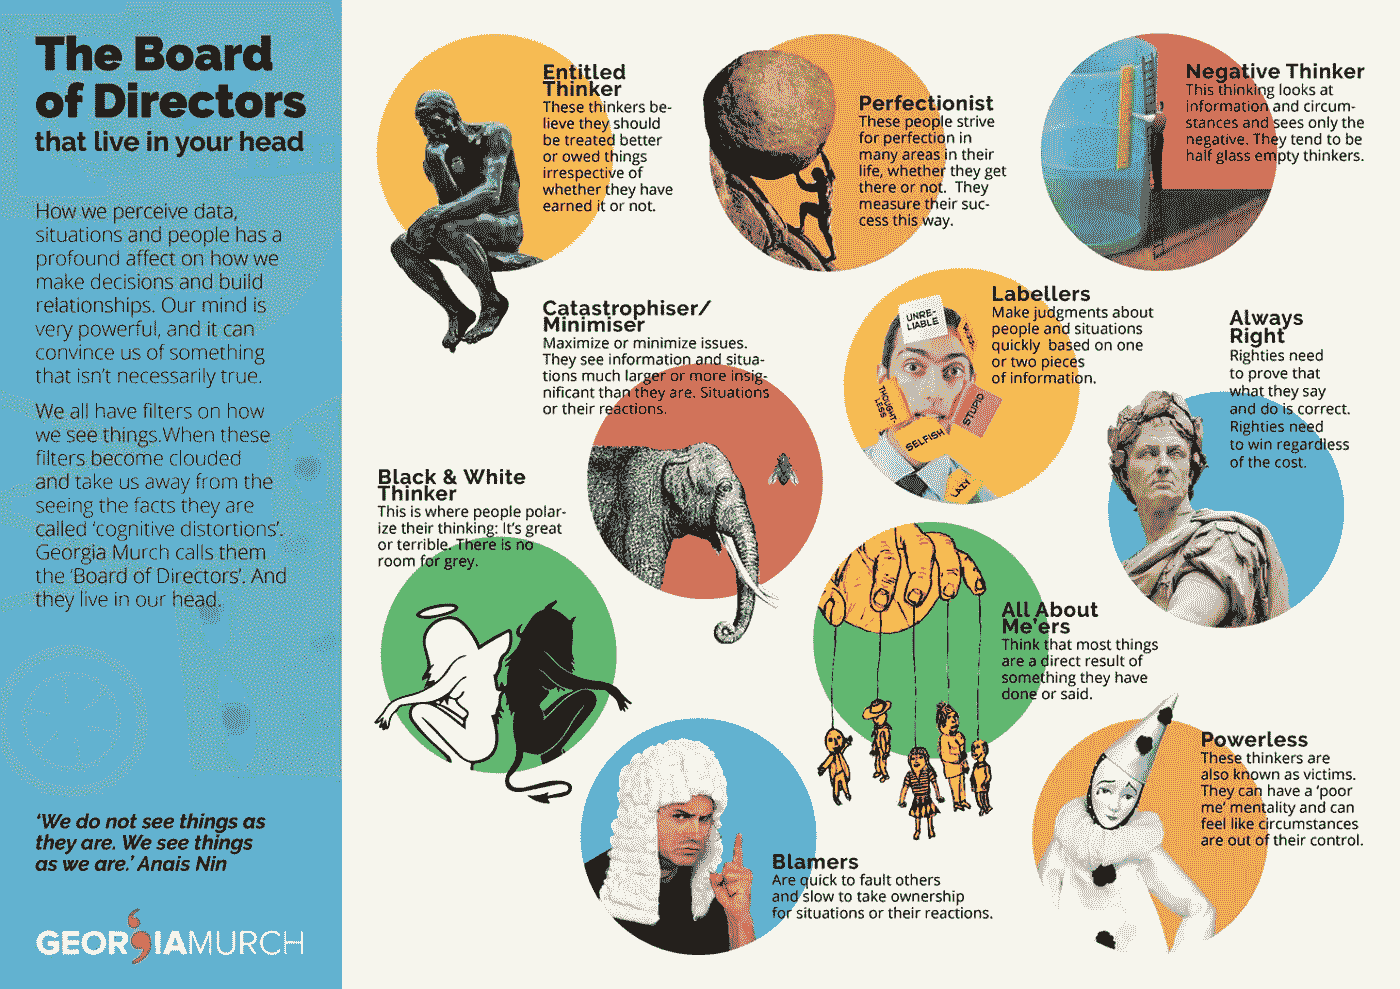 The Board
of Directors
that live in your head
How we perceive data,
situations and people has a
profound affect on how we
make decisions and build
relationships. Our mind is
very powerful, and it can
convince us of something
that isn't necessarily true.
We all have filters on how
we see things.When these
filters become clouded
and take us away from the
seeing the facts they are
called 'cognitive distortions'.
Georgia Murch calls them
the 'Board of Directors'. And
they live in our head.
'We do not see things as
they are. We see things
as we are.' Anais Nin
GEORGIAMURCH
Entitled
Thinker
These thinkers be-
lieve they should
be treated better
or owed things
irrespective of
whether they have
earned it or not.
Perfectionist
These people strive
for perfection in
many areas in their
life, whether they get
there or not. They
measure their suc-
cess this way.
Negative Thinker
This thinking looks at
information and circum-
stances and sees only the
negative. They tend to be
half glass empty thinkers.
Catastrophiser/
Minimiser
Maximize or minimize issues.
They see information and situa-
tions much larger or more insig-
nificant than they are. Situations
or their reactions.
Labellers
Make judgments about
people and situations
quickly based on one
or two pieces
of information.
UNRE-
LIABLE
THOUGHT
LESS
STUPID
SELFISH
LAZY
Always
Right
Righties need
to prove that
what they say
and do is correct.
Righties need
to win regardless
of the cost.
Black & White
Thinker
This is where people polar-
ize their thinking: It's great
or terrible. There is no
room for grey.
All About
Me'ers
Think that most things
are a direct result of
something they have
done or said.
Blamers
Are quick to fault others
and slow to take ownership
for situations or their reactions.
Powerless
These thinkers are
also known as victims.
They can have a 'poor
me' mentality and can
feel like circumstances
are out of their control.